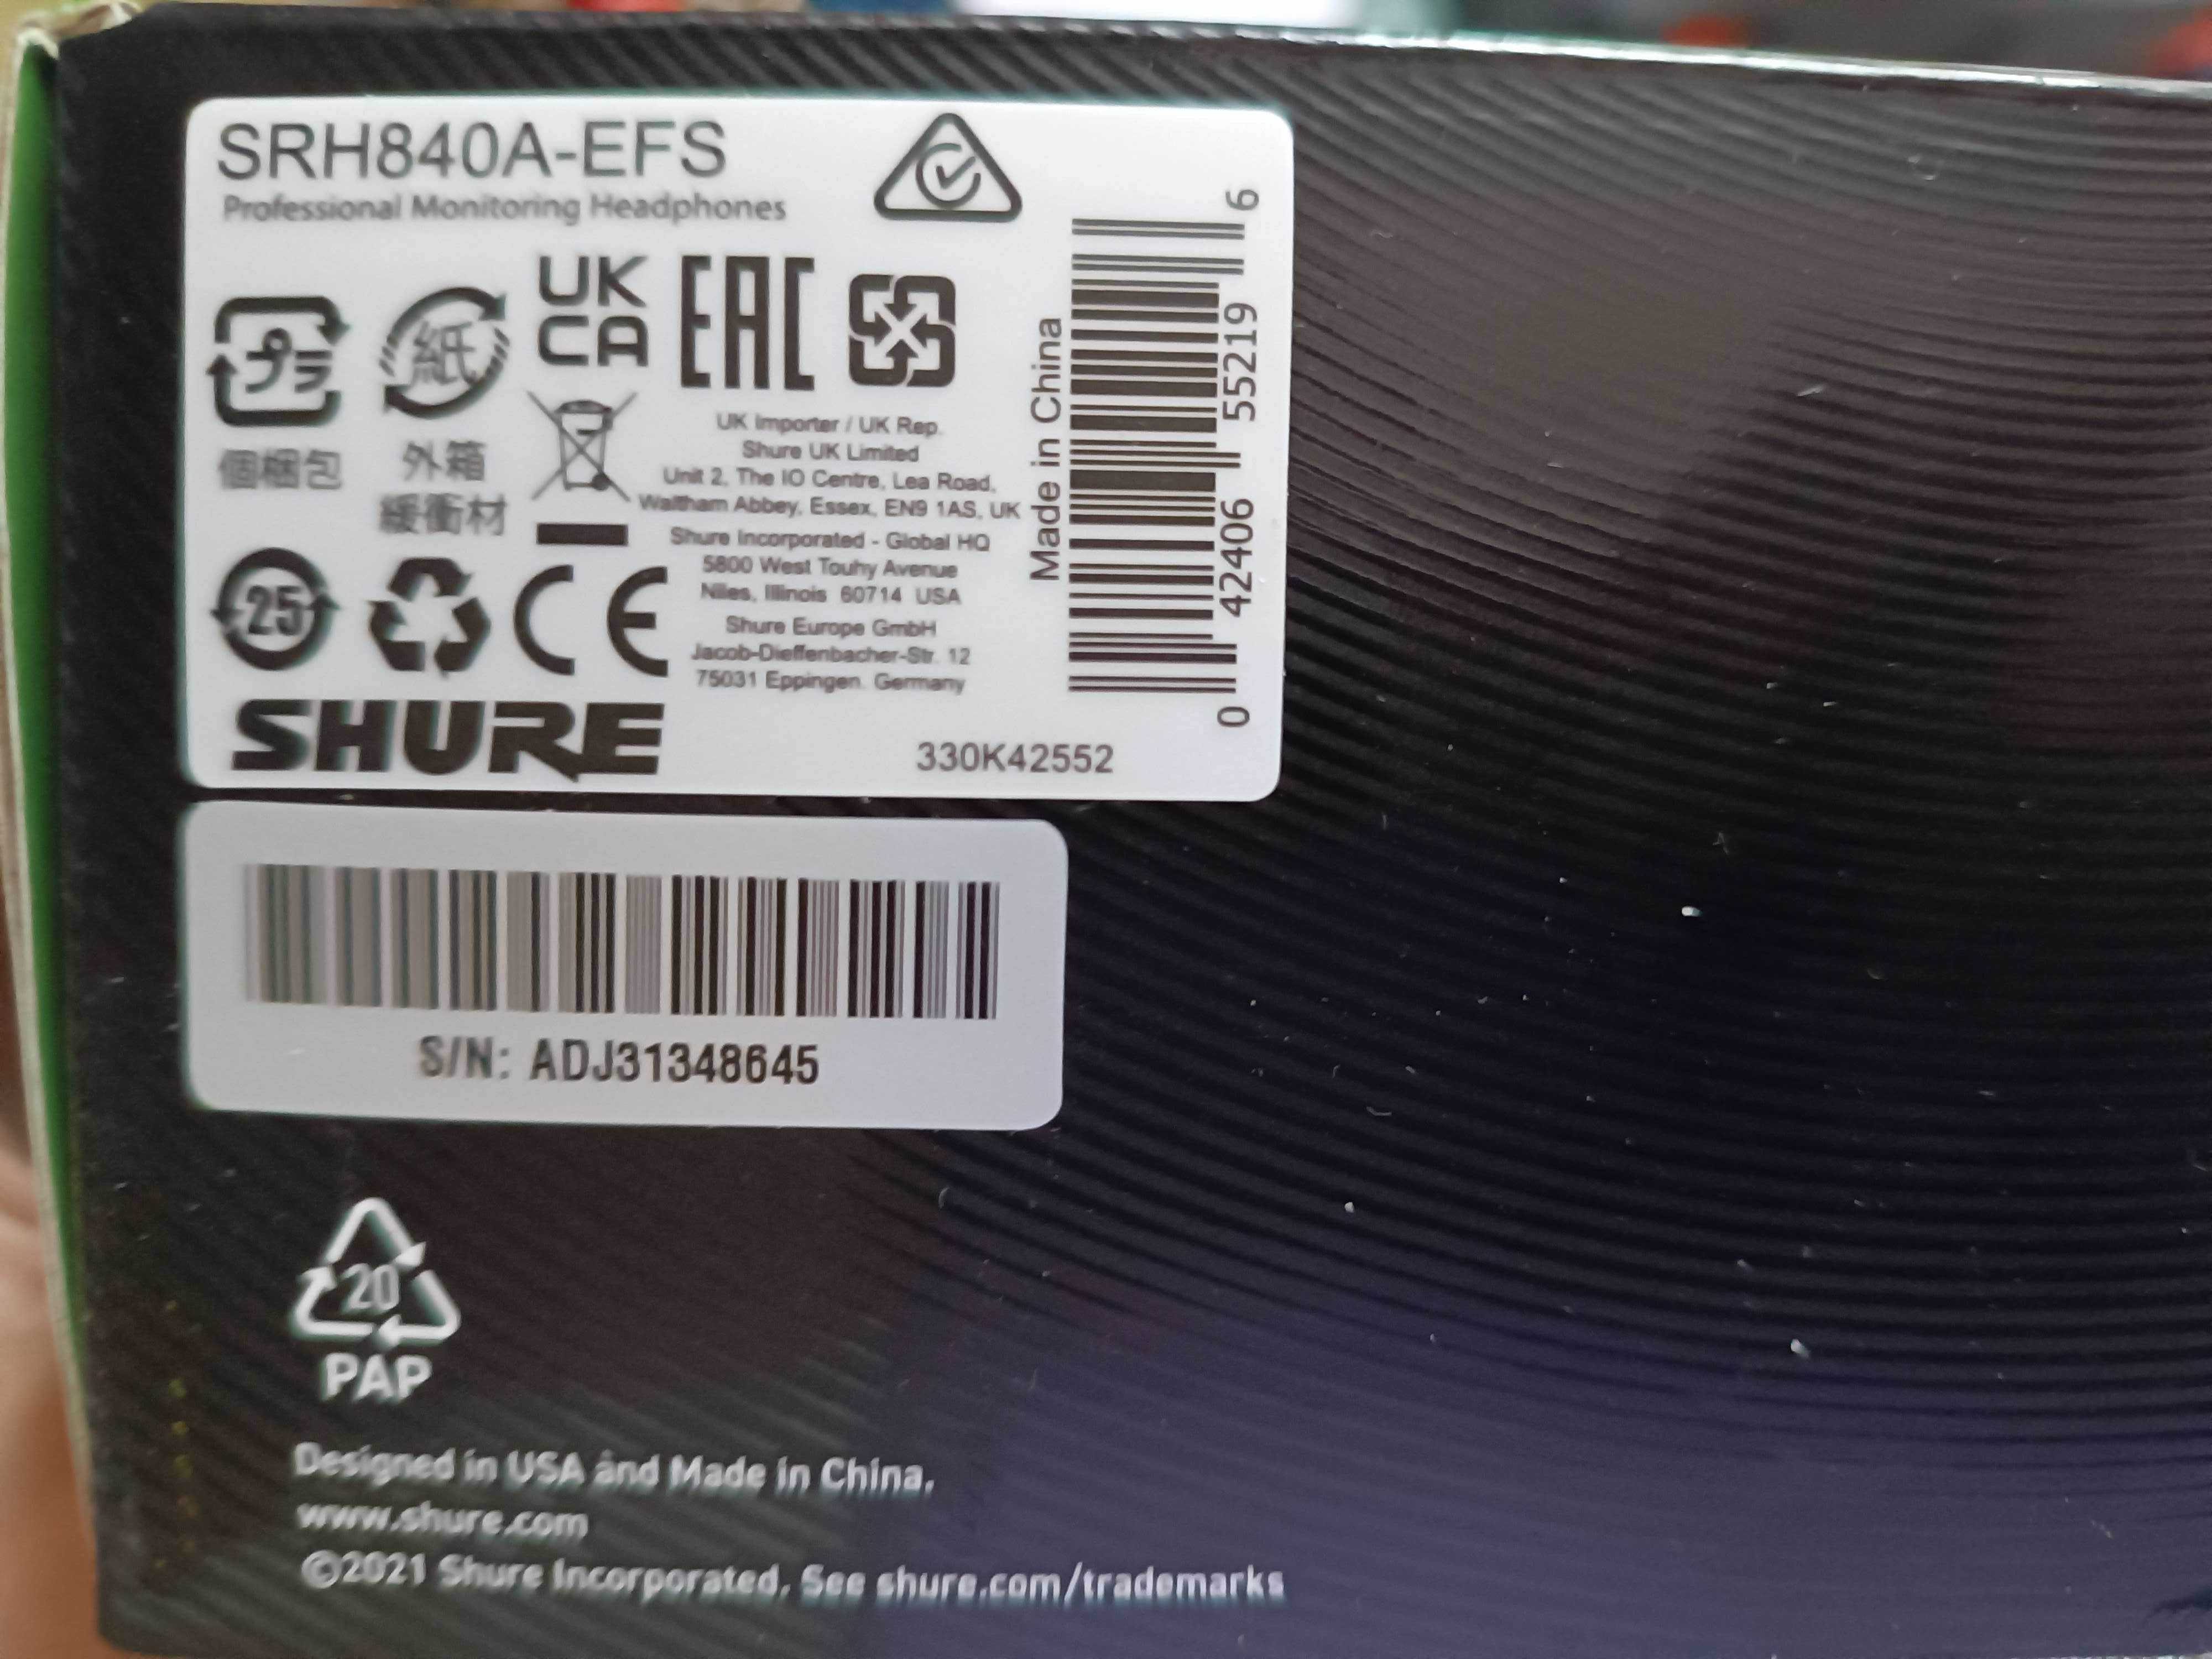 SRH840A-EFS
Professional Monitoring Headphones
プラ
個梱包
紙
外箱
緩衝材
UK
CA
EAC
UK Importer / UK Rep.
Shure UK Limited
Unit 2, The IO Centre, Lea Road,
Waltham Abbey, Essex, EN9 1AS, UK
Shure Incorporated - Global HQ
5800 West Touhy Avenue
Niles, Illinois 60714 USA
Shure Europe GmbH
Jacob-Dieffenbacher-Str. 12
75031 Eppingen, Germany
25
CE
SHURE
330K42552
Made in China
0 42406 55219 6
S/N: ADJ31348645
20
PAP
Designed in USA and Made in China.
www.shure.com
©2021 Shure Incorporated. See shure.com/trademarks